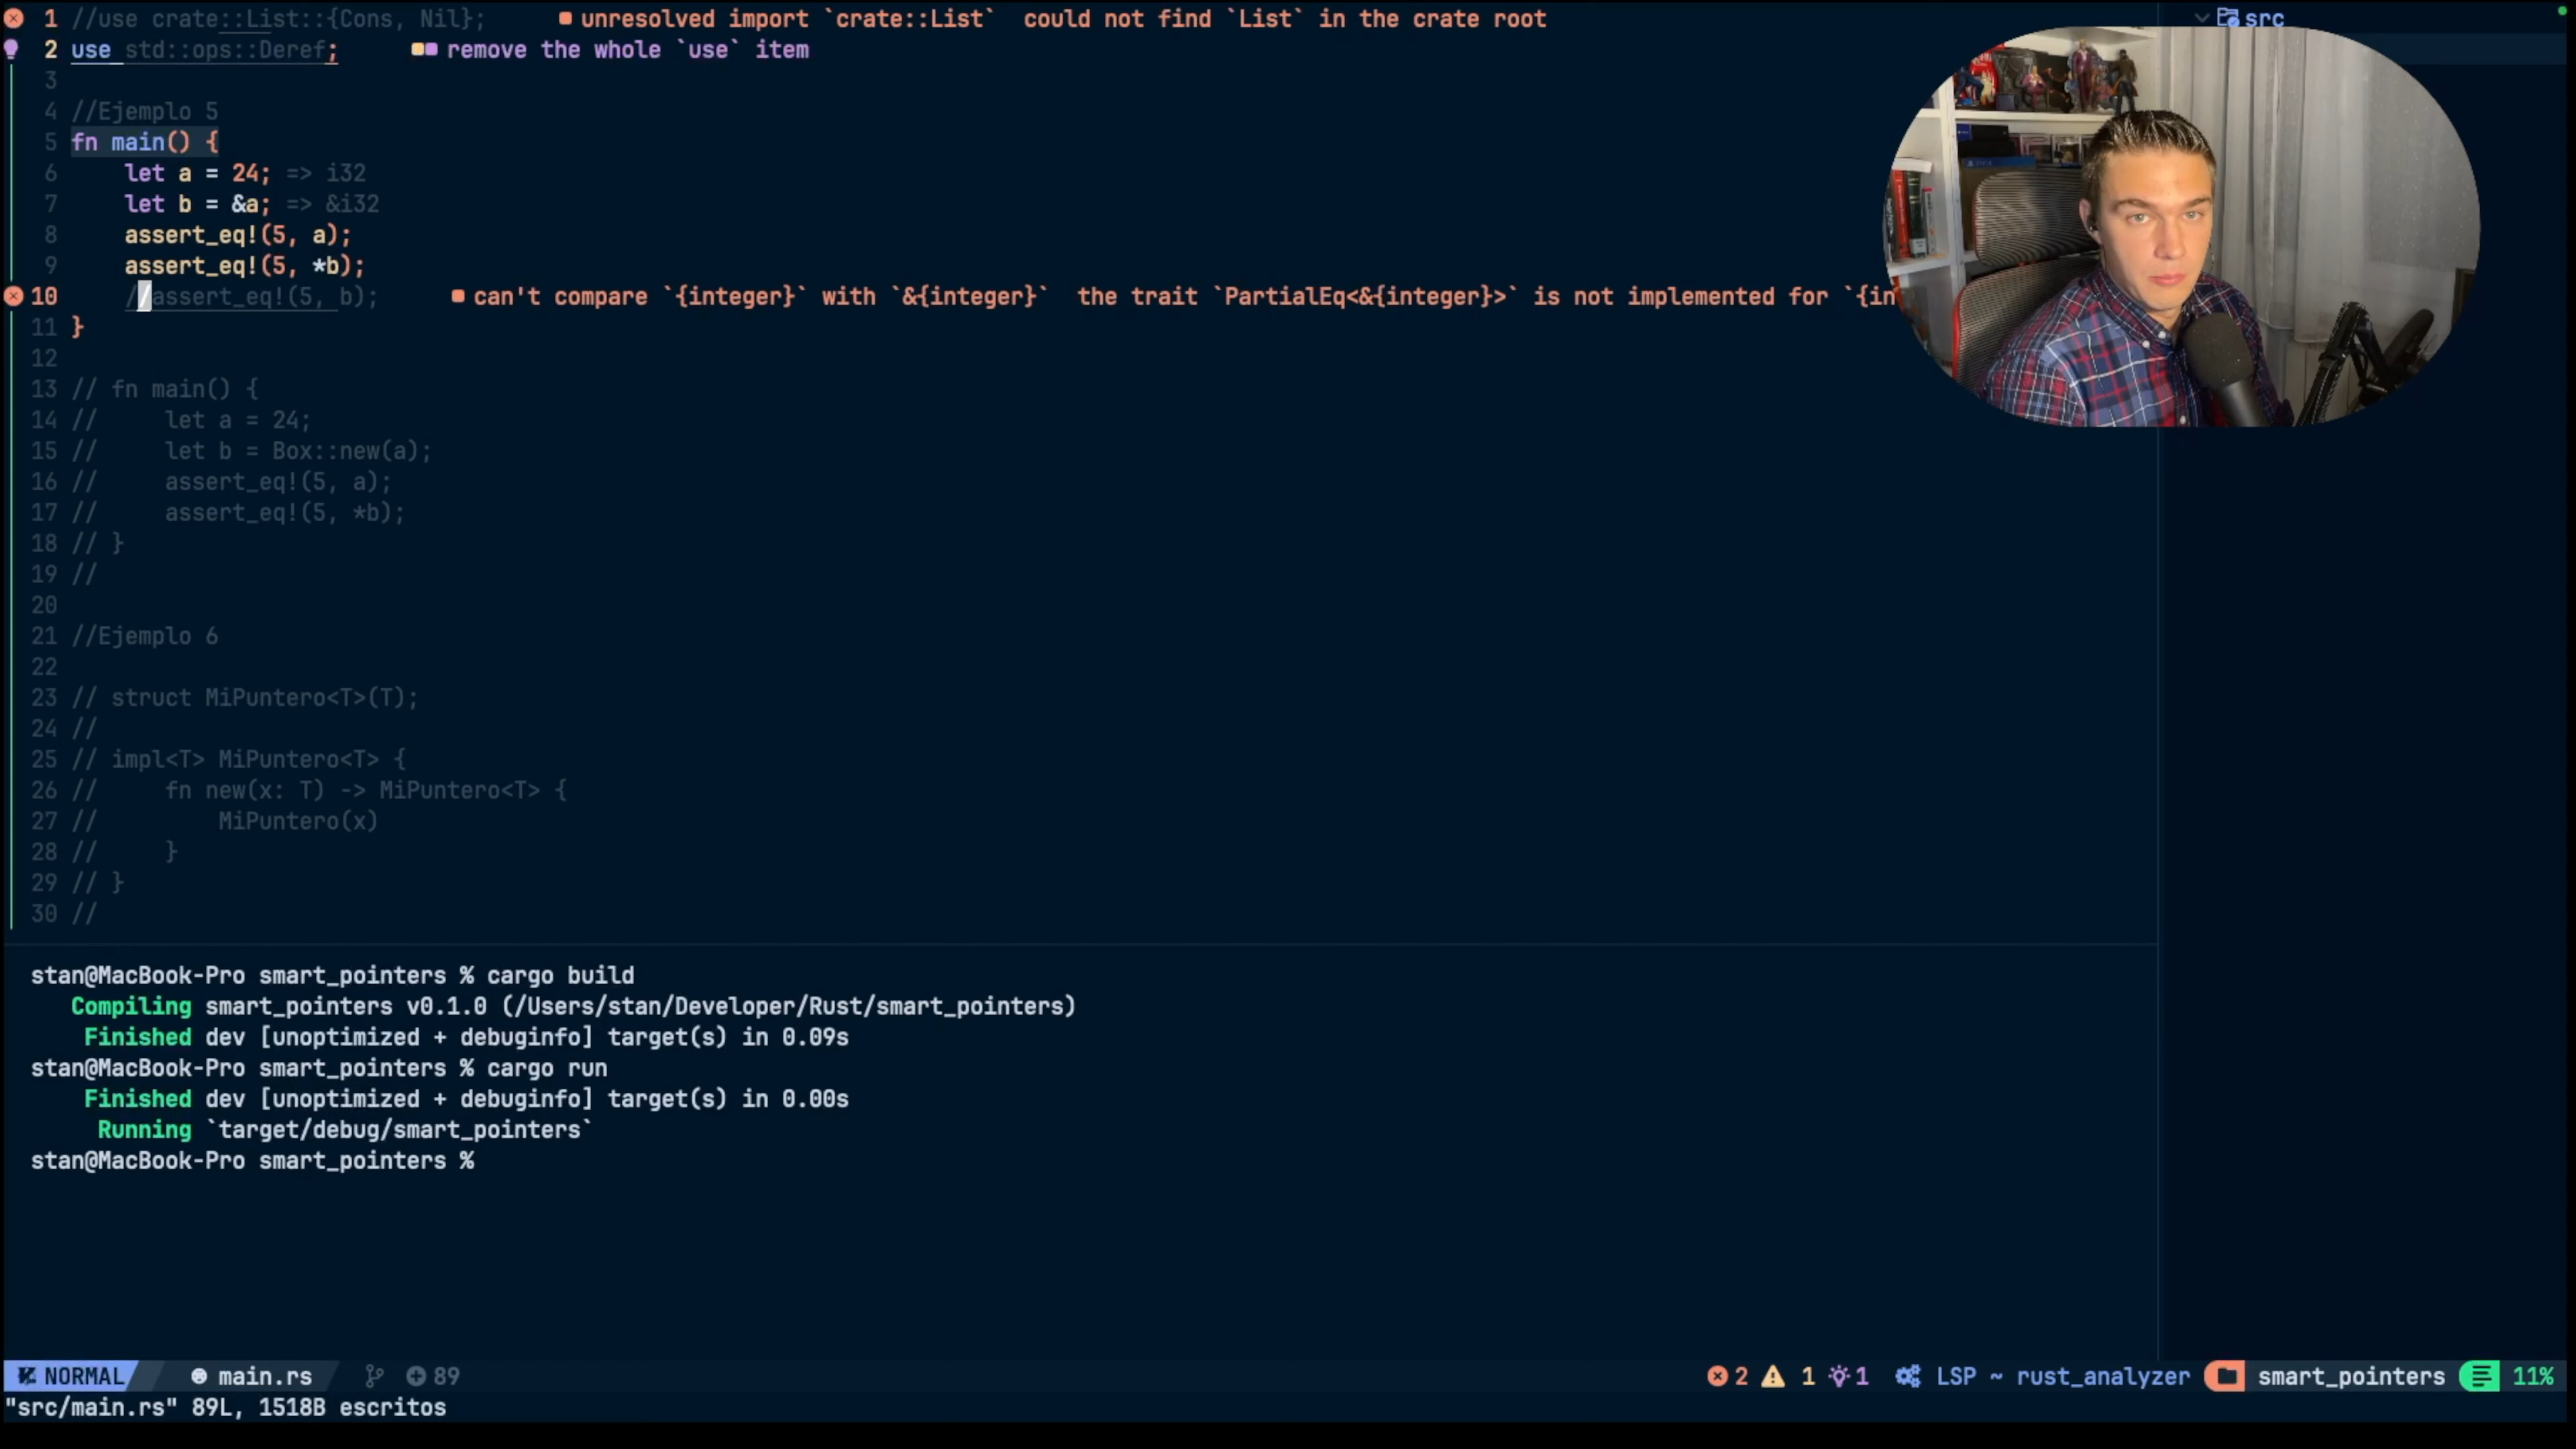 1 //use crate::List::{Cons, Nil}; unresolved import `crate::List`  could not find `List` in the crate root
2 use std::ops::Deref; remove the whole `use` item
3
4 //Ejemplo 5
5 fn main() {
6     let a = 24; => i32
7     let b = &a; => &i32
8     assert_eq!(5, a);
9     assert_eq!(5, *b);
10     //assert_eq!(5, b); can't compare `{integer}` with `&{integer}`  the trait `PartialEq<&{integer}>` is not implemented for `{in
11 }
12
13 // fn main() {
14 //     let a = 24;
15 //     let b = Box::new(a);
16 //     assert_eq!(5, a);
17 //     assert_eq!(5, *b);
18 // }
19 //
20
21 //Ejemplo 6
22
23 // struct MiPuntero<T>(T);
24 //
25 // impl<T> MiPuntero<T> {
26 //     fn new(x: T) -> MiPuntero<T> {
27 //         MiPuntero(x)
28 //     }
29 // }
30 //
src
stan@MacBook-Pro smart_pointers % cargo build
Compiling smart_pointers v0.1.0 (/Users/stan/Developer/Rust/smart_pointers)
Finished dev [unoptimized + debuginfo] target(s) in 0.09s
stan@MacBook-Pro smart_pointers % cargo run
Finished dev [unoptimized + debuginfo] target(s) in 0.00s
Running `target/debug/smart_pointers`
stan@MacBook-Pro smart_pointers %
NORMAL main.rs 89 2 1 1 LSP ~ rust_analyzer smart_pointers 11%
"src/main.rs" 89L, 1518B escritos